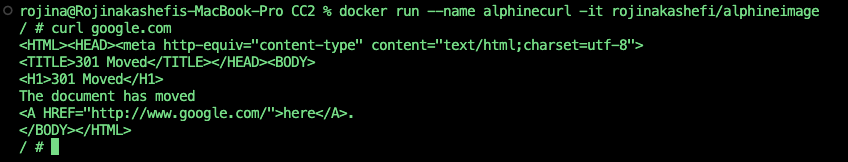 rojina@Rojinakashefis-MacBook-Pro CC2 % docker run --name alphinecurl -it rojinakashefi/alphineimage
/ # curl google.com
<HTML><HEAD><meta http-equiv="content-type" content="text/html;charset=utf-8">
<TITLE>301 Moved</TITLE></HEAD><BODY>
<H1>301 Moved</H1>
The document has moved
<A HREF="http://www.google.com/">here</A>.
</BODY></HTML>
/ #